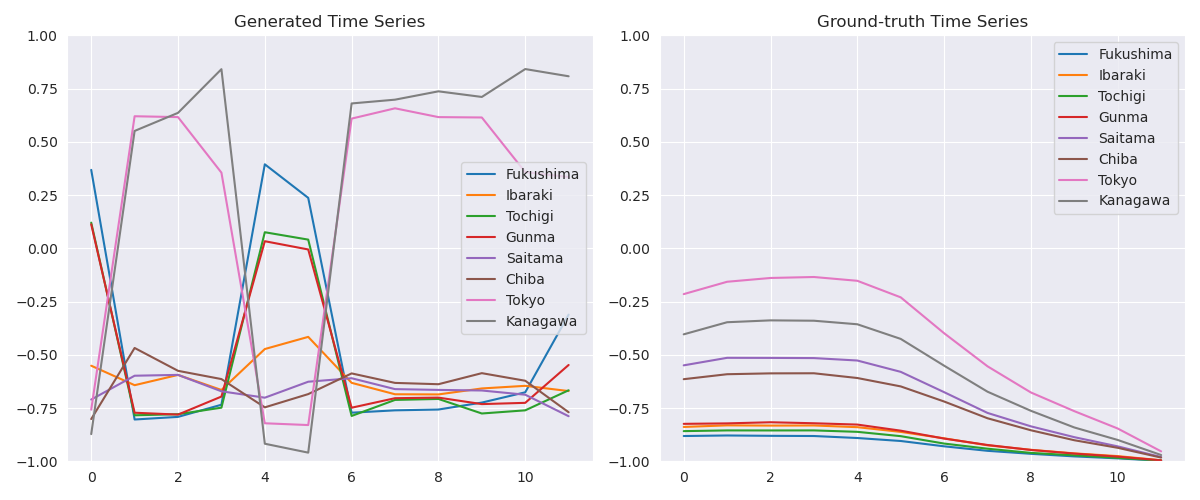 Generated Time Series
1.00
0.75
0.50
0.25
0.00
−0.25
−0.50
−0.75
−1.00
0 2 4 6 8 10
Fukushima
Ibaraki
Tochigi
Gunma
Saitama
Chiba
Tokyo
Kanagawa
Ground-truth Time Series
1.00
0.75
0.50
0.25
0.00
−0.25
−0.50
−0.75
−1.00
0 2 4 6 8 10
Fukushima
Ibaraki
Tochigi
Gunma
Saitama
Chiba
Tokyo
Kanagawa